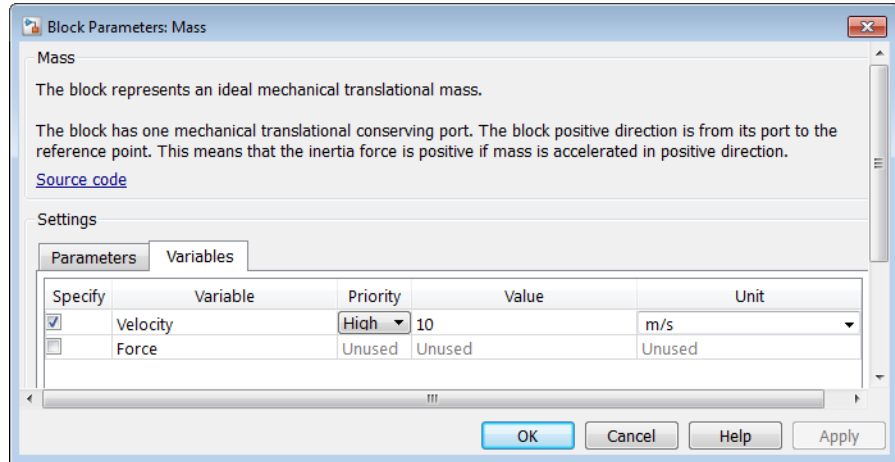 Block Parameters: Mass
Mass
The block represents an ideal mechanical translational mass.
The block has one mechanical translational conserving port. The block positive direction is from its port to the
reference point. This means that the inertia force is positive if mass is accelerated in positive direction.
Source code
Settings
Parameters Variables
Specify Variable Priority Value Unit
Velocity High 10 m/s
Force Unused Unused Unused
OK Cancel Help Apply